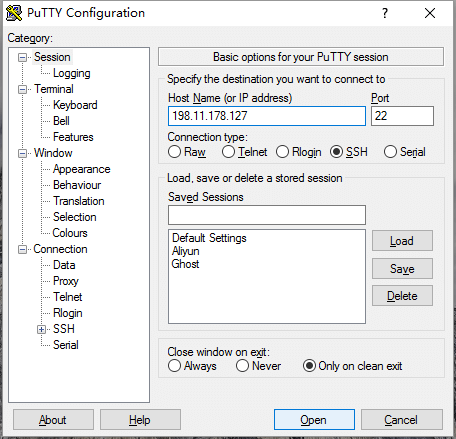 PuTTY Configuration
?
Category:
Session
Logging
Terminal
Keyboard
Bell
Features
Window
Appearance
Behaviour
Translation
Selection
Colours
Connection
Data
Proxy
Telnet
Rlogin
SSH
Serial
Basic options for your PuTTY session
Specify the destination you want to connect to
Host Name (or IP address) Port
198.11.178.127 22
Connection type:
Raw Telnet Rlogin SSH Serial
Load, save or delete a stored session
Saved Sessions
Default Settings
Aliyun
Ghost
Load
Save
Delete
Close window on exit:
Always Never Only on clean exit
About Help Open Cancel